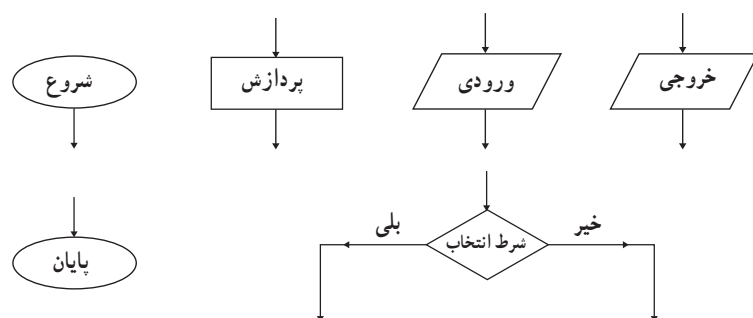 شروع
پردازش
ورودی
خروجی
بلی
خیر
شرط انتخاب
پایان